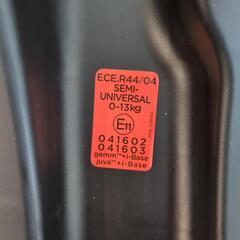 ECE.R44/04
SEMI-
UNIVERSAL
0-13kg
E11
041602
041603
gemm™+i-Base
juva™+i-Base